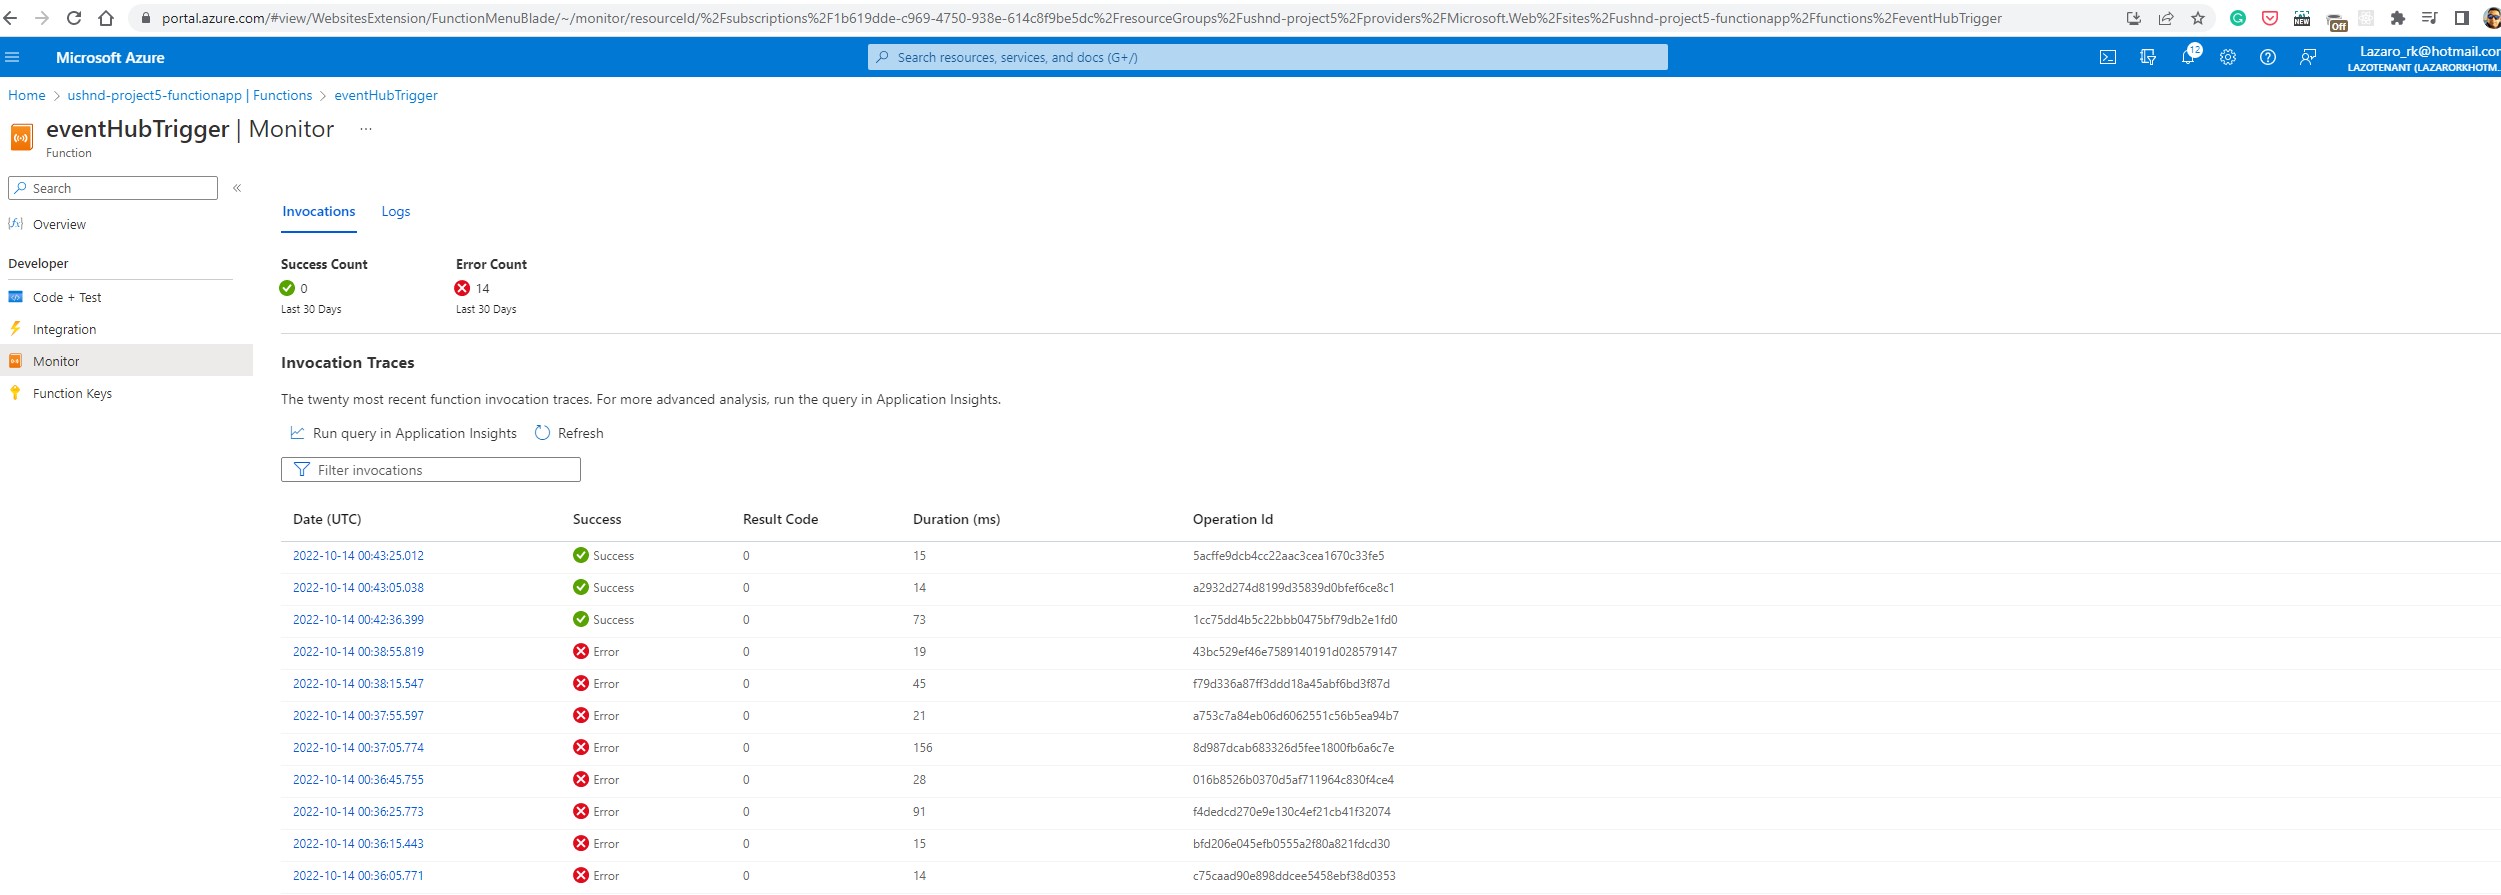 portal.azure.com/#view/WebsitesExtension/FunctionMenuBlade/~/monitor/resourceId/%2Fsubscriptions%2F1b619dde-c969-4750-938e-614c8f9be5dc%2FresourceGroups%2Fushnd-project5%2Fproviders%2FMicrosoft.Web%2Fsites%2Fushnd-project5-functionapp%2Ffunctions%2FeventHubTrigger
NEW
Off
Microsoft Azure
Search resources, services, and docs (G+/)
12
Lazaro_rk@hotmail.cor
LAZOTENANT (LAZARORKHOTM...
Home > ushnd-project5-functionapp | Functions > eventHubTrigger
eventHubTrigger | Monitor ...
Function
Search «
Overview
Developer
Code + Test
Integration
Monitor
Function Keys
Invocations Logs
Success Count Error Count
0 14
Last 30 Days Last 30 Days
Invocation Traces
The twenty most recent function invocation traces. For more advanced analysis, run the query in Application Insights.
Run query in Application Insights Refresh
Filter invocations
Date (UTC) Success Result Code Duration (ms) Operation Id
2022-10-14 00:43:25.012 Success 0 15 5acffe9dcb4cc22aac3cea1670c33fe5
2022-10-14 00:43:05.038 Success 0 14 a2932d274d8199d35839d0bfef6ce8c1
2022-10-14 00:42:36.399 Success 0 73 1cc75dd4b5c22bbb0475bf79db2e1fd0
2022-10-14 00:38:55.819 Error 0 19 43bc529ef46e7589140191d028579147
2022-10-14 00:38:15.547 Error 0 45 f79d336a87ff3ddd18a45abf6bd3f87d
2022-10-14 00:37:55.597 Error 0 21 a753c7a84eb06d6062551c56b5ea94b7
2022-10-14 00:37:05.774 Error 0 156 8d987dcab683326d5fee1800fb6a6c7e
2022-10-14 00:36:45.755 Error 0 28 016b8526b0370d5af711964c830f4ce4
2022-10-14 00:36:25.773 Error 0 91 f4dedcd270e9e130c4ef21cb41f32074
2022-10-14 00:36:15.443 Error 0 15 bfd206e045efb0555a2f80a821fdcd30
2022-10-14 00:36:05.771 Error 0 14 c75caad90e898ddcee5458ebf38d0353